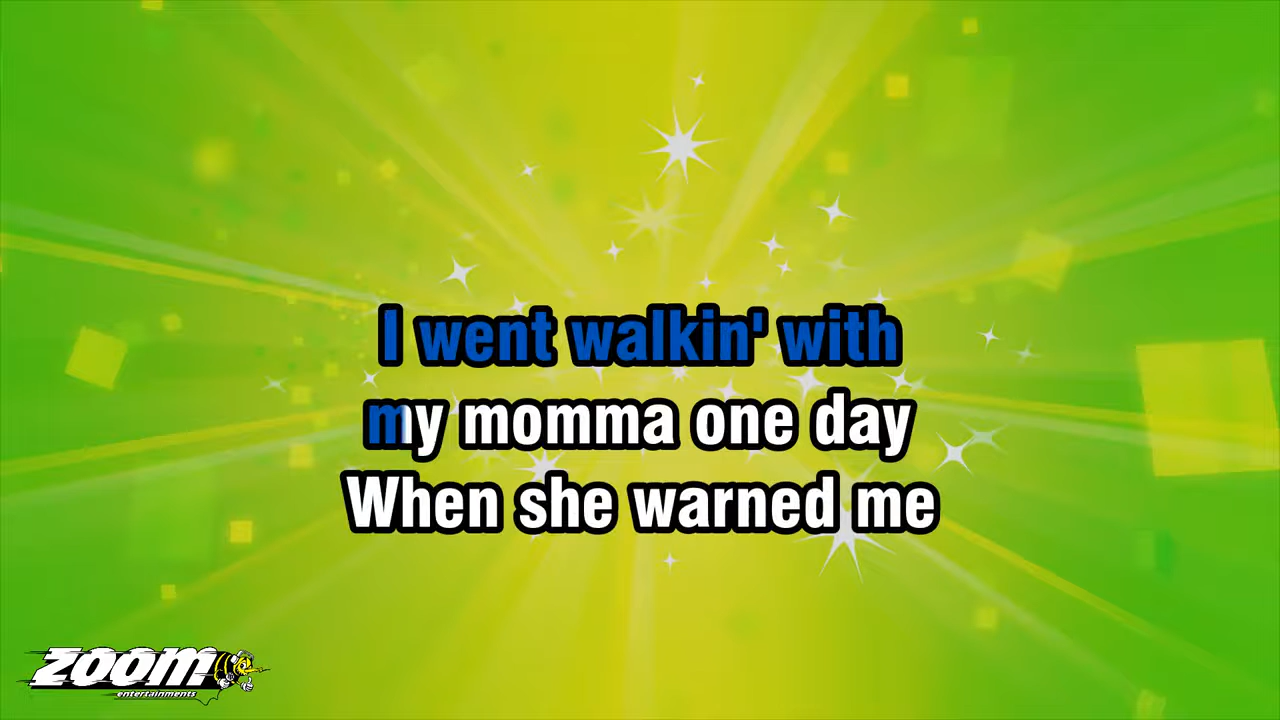 I went walkin' with
my momma one day
When she warned me
ZOOM
entertainments